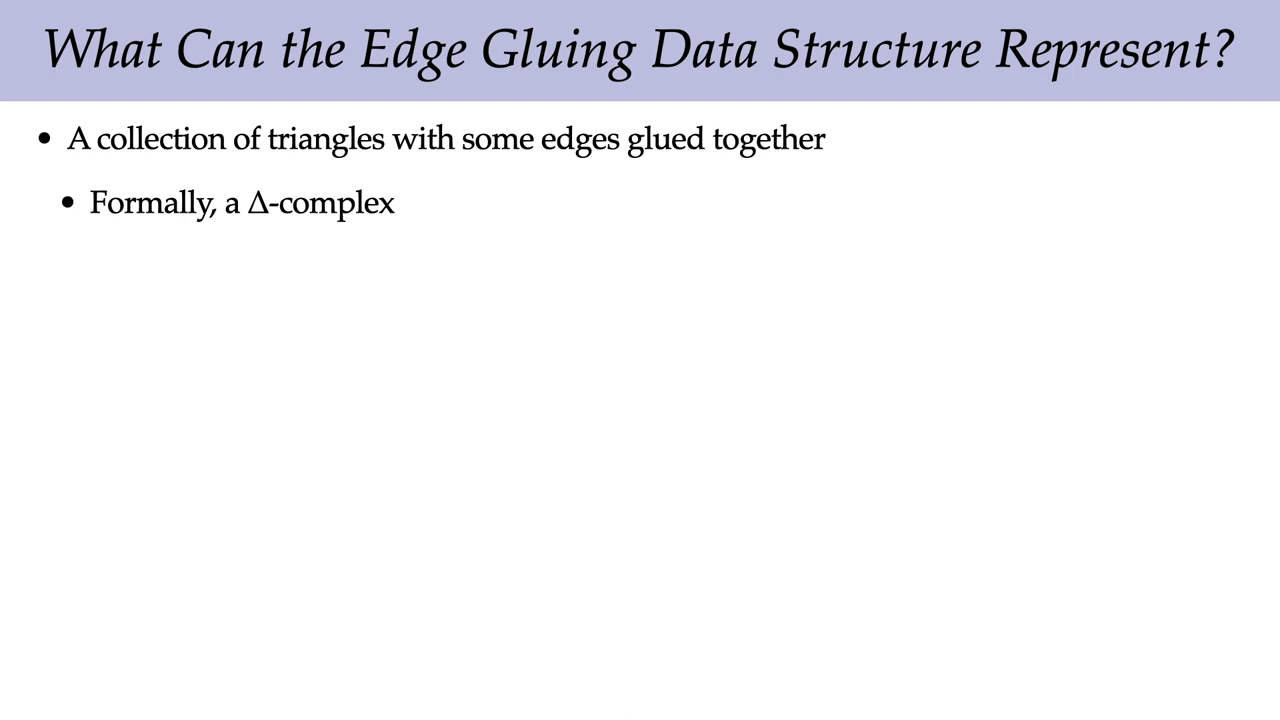 What Can the Edge Gluing Data Structure Represent?
• A collection of triangles with some edges glued together
• Formally, a Δ-complex